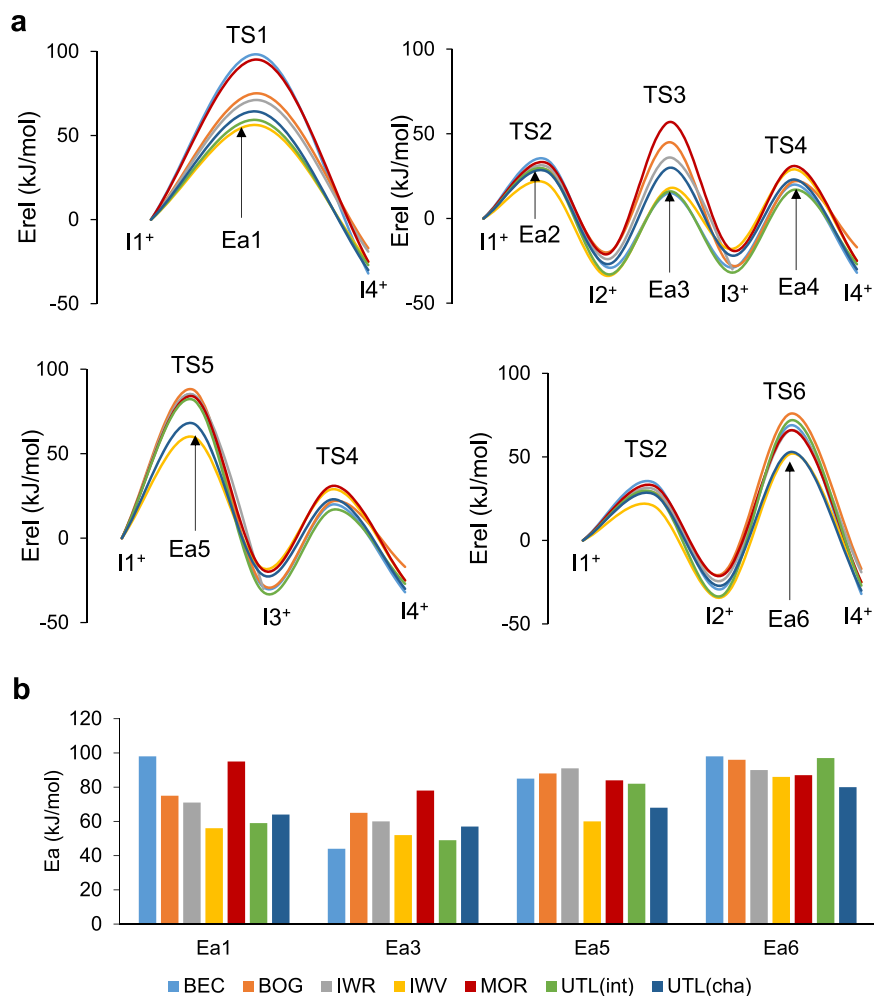 a
TS1
100
50
0
-50
Erel (kJ/mol)
I1⁺
Ea1
I4⁺
100
50
0
-50
Erel (kJ/mol)
TS2
TS3
TS4
I1⁺
Ea2
I2⁺
Ea3
I3⁺
Ea4
I4⁺
100
50
0
-50
Erel (kJ/mol)
TS5
TS4
I1⁺
Ea5
I3⁺
I4⁺
100
50
0
-50
Erel (kJ/mol)
TS2
TS6
I1⁺
I2⁺
Ea6
I4⁺
b
120
100
80
60
40
20
0
Ea (kJ/mol)
Ea1 Ea3 Ea5 Ea6
BEC BOG IWR IWV MOR UTL(int) UTL(cha)